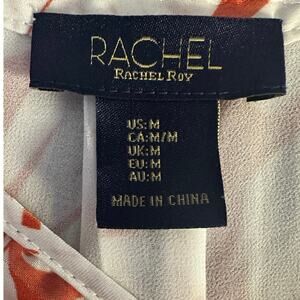 RACHEL
RACHEL ROY
US:M
CA:M/M
UK:M
EU:M
AU:M
MADE IN CHINA